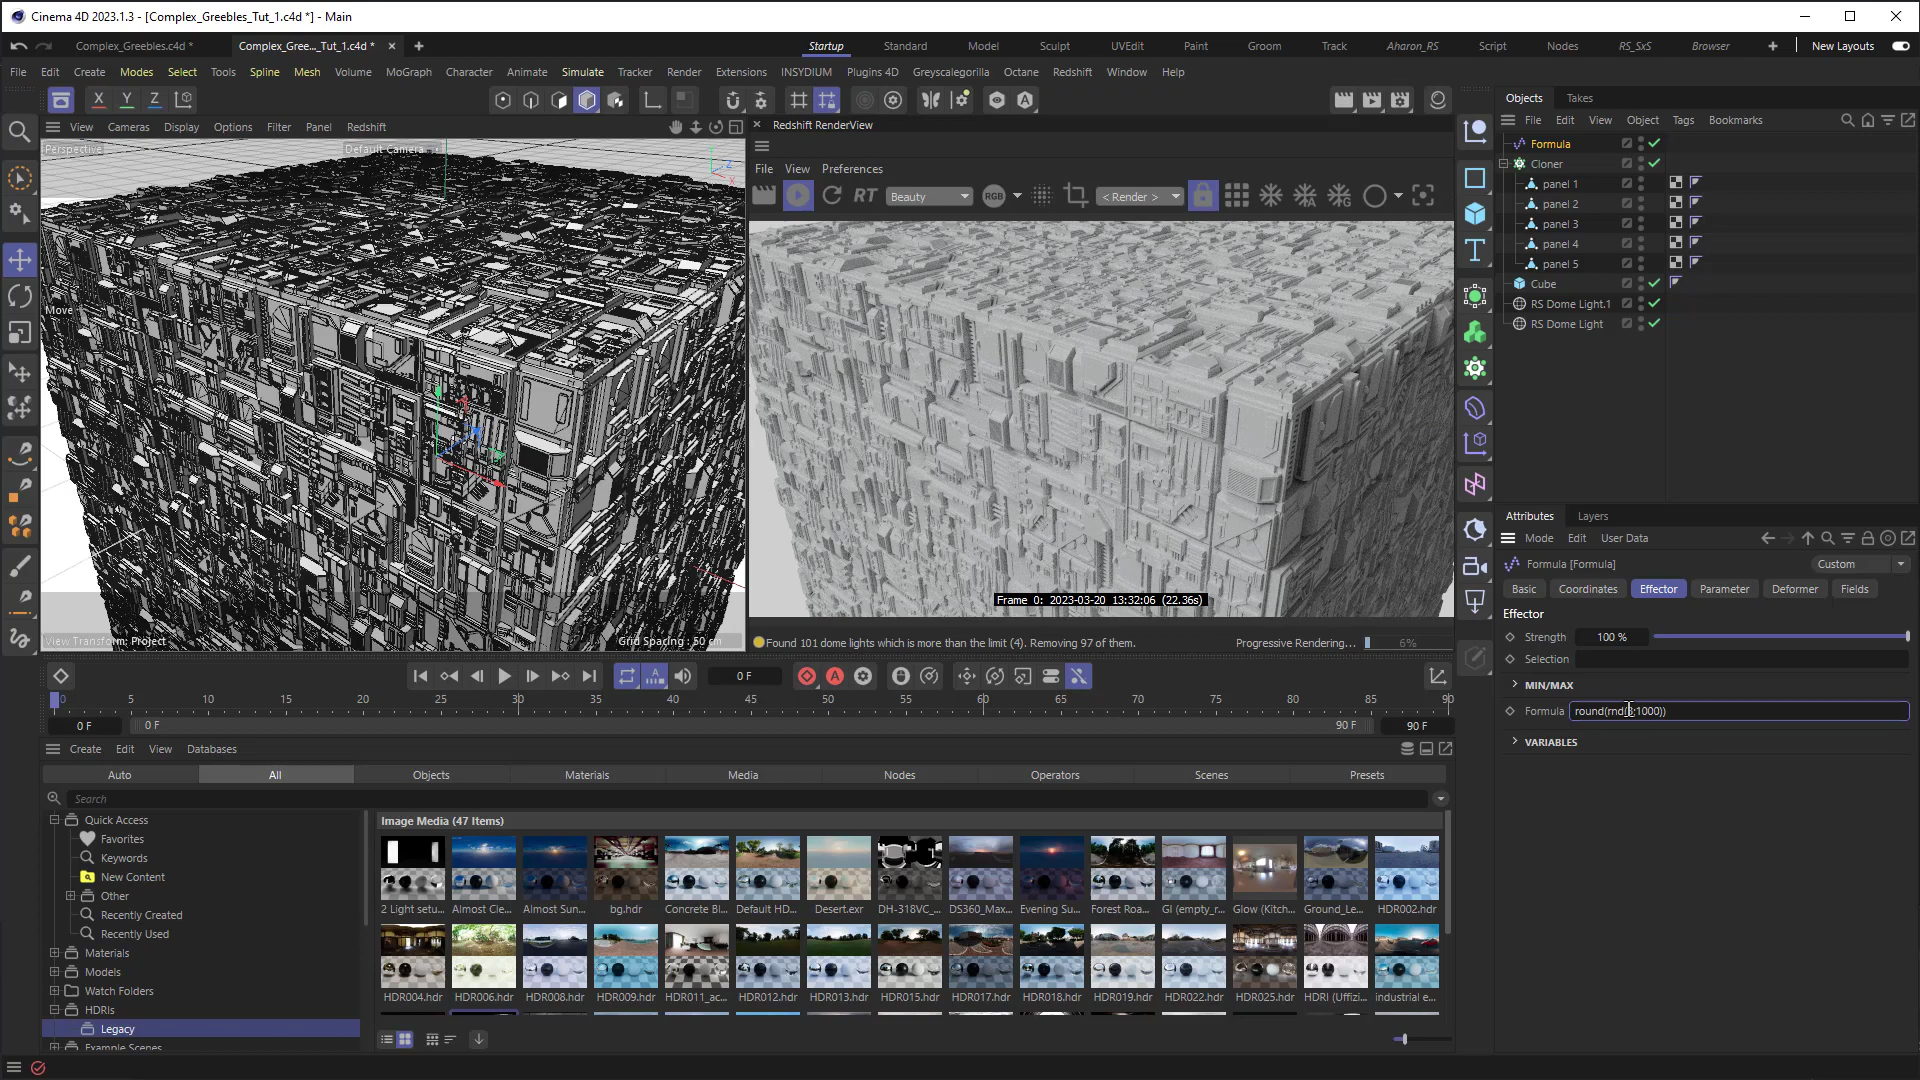 Cinema 4D 2023.1.3 - [Complex_Greebles_Tut_1.c4d *] - Main
Complex_Greebles.c4d *
Complex_Gree..._Tut_1.c4d *
Startup
Standard
Model
Sculpt
UVEdit
Paint
Groom
Track
Aharon_RS
Script
Nodes
RS_SxS
Browser
New Layouts
File
Edit
Create
Modes
Select
Tools
Spline
Mesh
Volume
MoGraph
Character
Animate
Simulate
Tracker
Render
Extensions
INSYDIUM
Plugins 4D
Greyscalegorilla
Octane
Redshift
Window
Help
X
Y
Z
View
Cameras
Display
Options
Filter
Panel
Redshift
Perspective
Default Camera
Move
View Transform: Project
Grid Spacing : 50 cm
Redshift RenderView
File
View
Preferences
RT
Beauty
RGB
< Render >
Frame 0: 2023-03-20 13:32:06 (22.36s)
Found 101 dome lights which is more than the limit (4). Removing 97 of them.
Progressive Rendering...
6%
Objects
Takes
File
Edit
View
Object
Tags
Bookmarks
Formula
Cloner
panel 1
panel 2
panel 3
panel 4
panel 5
Cube
RS Dome Light.1
RS Dome Light
Attributes
Layers
Mode
Edit
User Data
Formula [Formula]
Custom
Basic
Coordinates
Effector
Parameter
Deformer
Fields
Effector
Strength
100 %
Selection
MIN/MAX
Formula
VARIABLES
0 F
0
5
10
15
20
25
30
35
40
45
50
55
60
65
70
75
80
85
90
0 F
0 F
90 F
90 F
Create
Edit
View
Databases
Auto
All
Objects
Materials
Media
Nodes
Operators
Scenes
Presets
Search
Quick Access
Favorites
Keywords
New Content
Other
Recently Created
Recently Used
Materials
Models
Watch Folders
HDRIs
Legacy
Example Scenes
Image Media (47 Items)
2 Light setu...
Almost Cle...
Almost Sun...
bg.hdr
Concrete Bl...
Default HD...
Desert.exr
DH-318VC_...
DS360_Max...
Evening Su...
Forest Roa...
GI (empty_r...
Glow (Kitch...
Ground_Le...
HDR002.hdr
HDR004.hdr
HDR006.hdr
HDR008.hdr
HDR009.hdr
HDR011_ac...
HDR012.hdr
HDR013.hdr
HDR015.hdr
HDR017.hdr
HDR018.hdr
HDR019.hdr
HDR022.hdr
HDR025.hdr
HDRI (Uffizi...
industrial e...